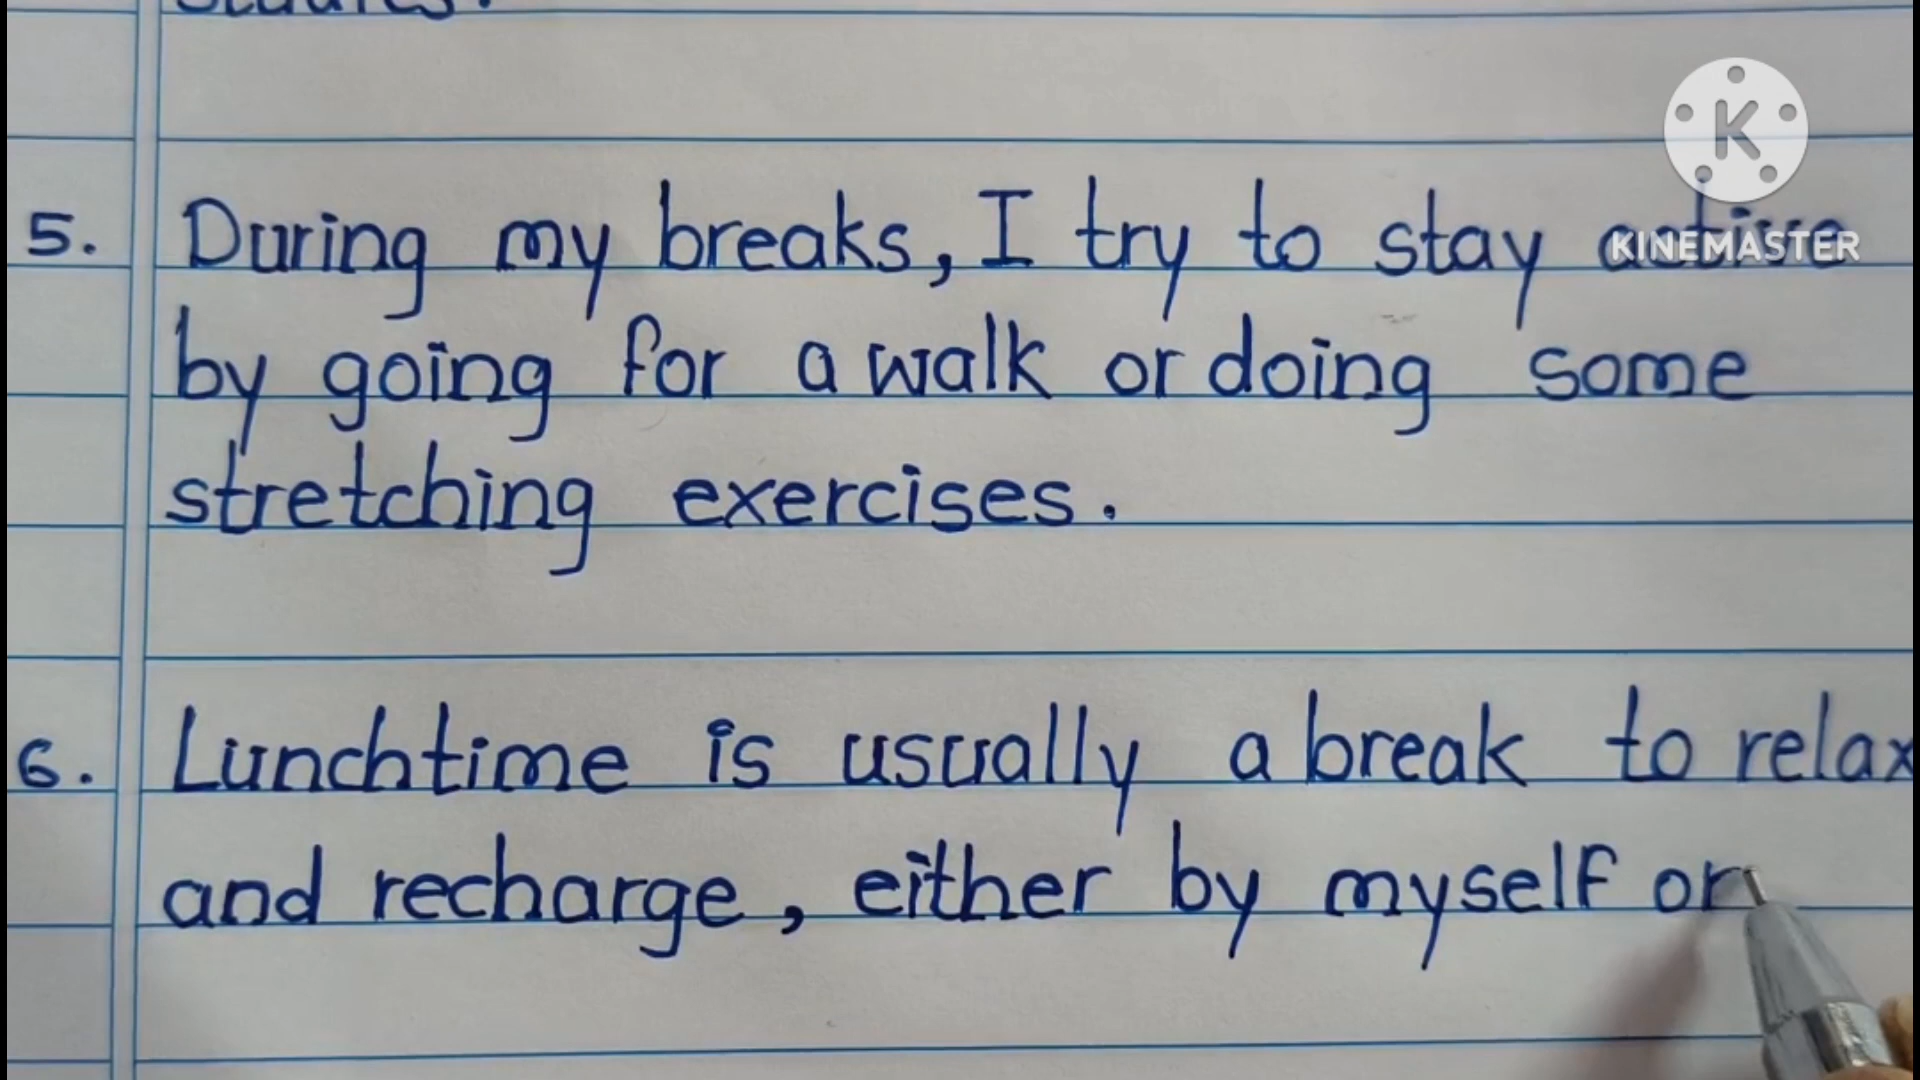 5. During my breaks, I try to stay active
by going for a walk or doing some
stretching exercises.
6. Lunchtime is usually a break to relax
and recharge, either by myself or
KINEMASTER